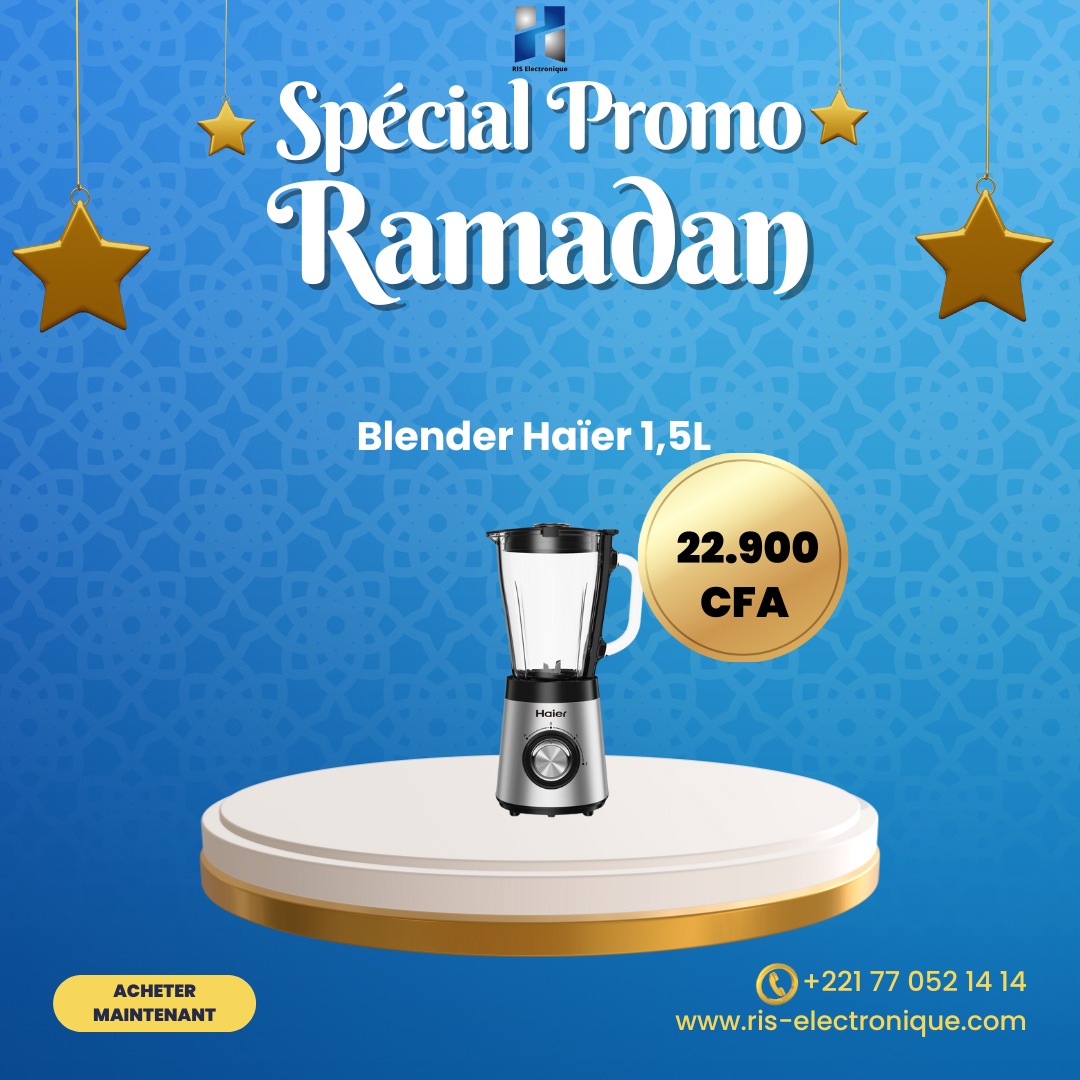 RIS Electronique
Spécial Promo
Ramadan
Blender Haïer 1,5L
22.900
CFA
Haier
ACHETER
MAINTENANT
+221 77 052 14 14
www.ris-electronique.com